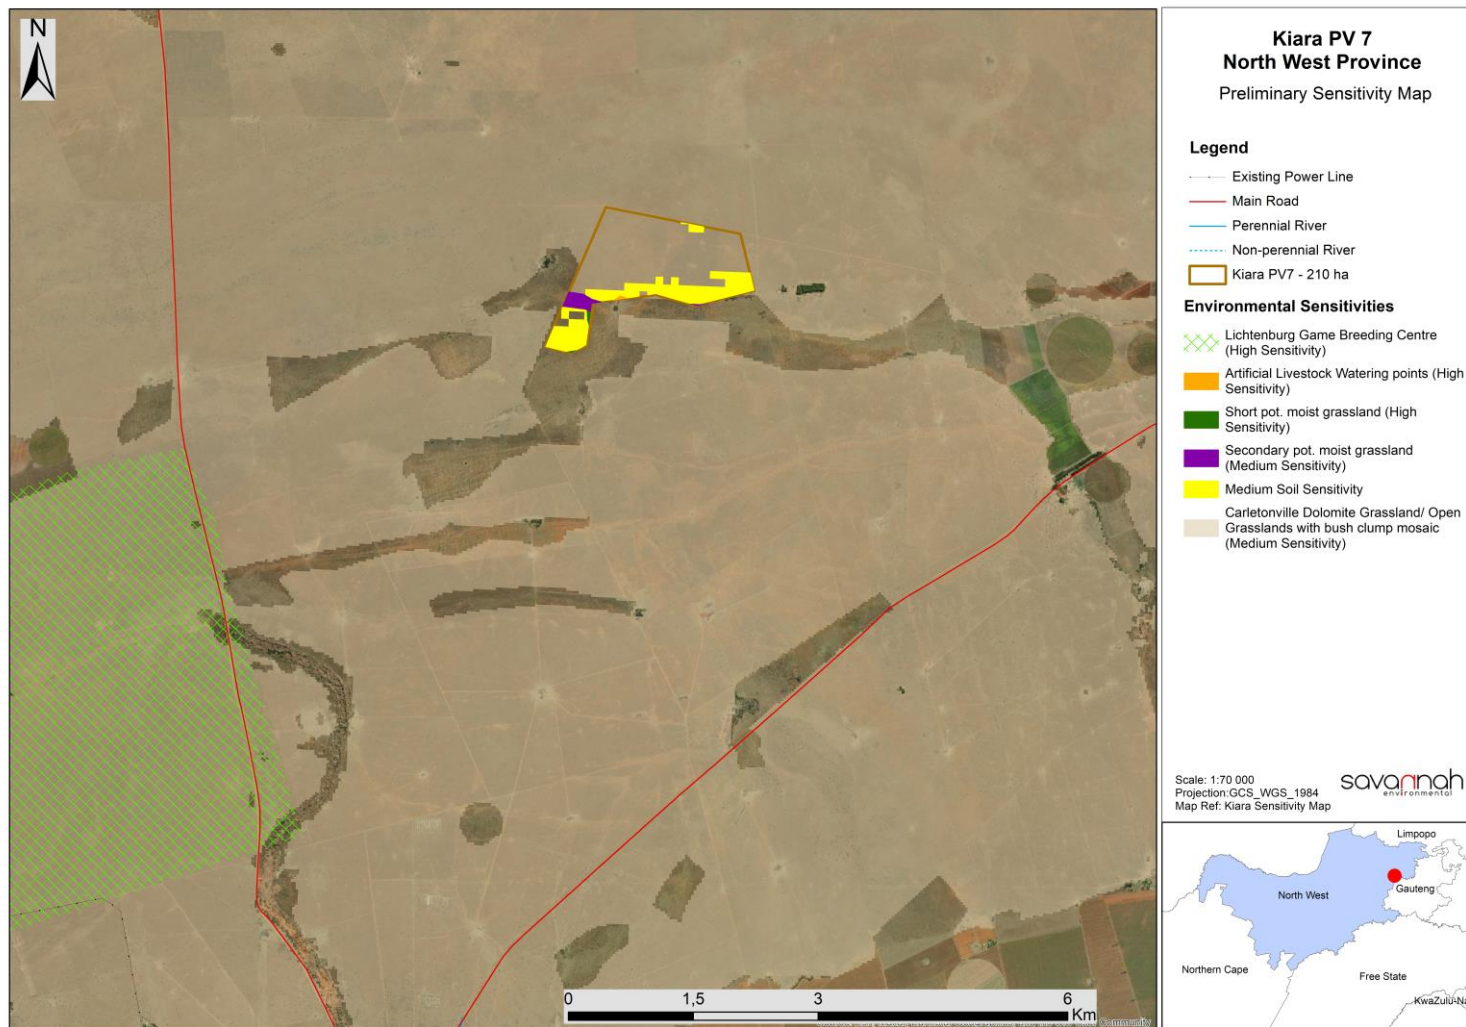 N
Kiara PV 7
North West Province
Preliminary Sensitivity Map
Legend
Existing Power Line
Main Road
Perennial River
Non-perennial River
Kiara PV7 - 210 ha
Environmental Sensitivities
Lichtenburg Game Breeding Centre
(High Sensitivity)
Artificial Livestock Watering points (High
Sensitivity)
Short pot. moist grassland (High
Sensitivity)
Secondary pot. moist grassland
(Medium Sensitivity)
Medium Soil Sensitivity
Carletonville Dolomite Grassland/ Open
Grasslands with bush clump mosaic
(Medium Sensitivity)
Scale: 1:70 000
Projection:GCS_WGS_1984
Map Ref: Kiara Sensitivity Map
savannah
environmental
Limpopo
North West
Gauteng
Northern Cape
Free State
KwaZulu-Na
0 1,5 3 6
Km
Community